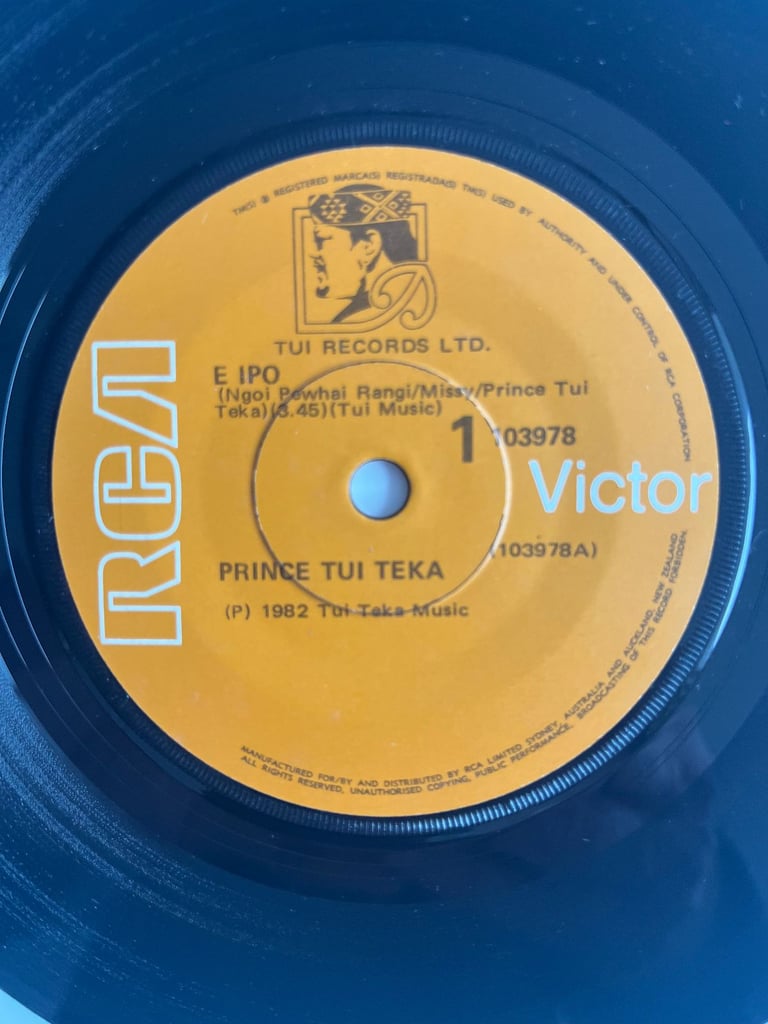 TM(S) ® REGISTERED MARCA(S) REGISTRADA(S) TM(S) USED BY AUTHORITY AND UNDER CONTROL OF RCA CORPORATION
TUI RECORDS LTD.
E IPO
(Ngoi Pewhai Rangi/Missy/Prince Tui
Teka)(3.45)(Tui Music)
1 103978
RCA
Victor
(103978A)
PRINCE TUI TEKA
(P) 1982 Tui Teka Music
MANUFACTURED FOR/BY AND DISTRIBUTED BY RCA LIMITED SYDNEY, AUSTRALIA AND AUCKLAND, NEW ZEALAND
ALL RIGHTS RESERVED, UNAUTHORISED COPYING, PUBLIC PERFORMANCE, BROADCASTING OF THIS RECORD FORBIDDEN.